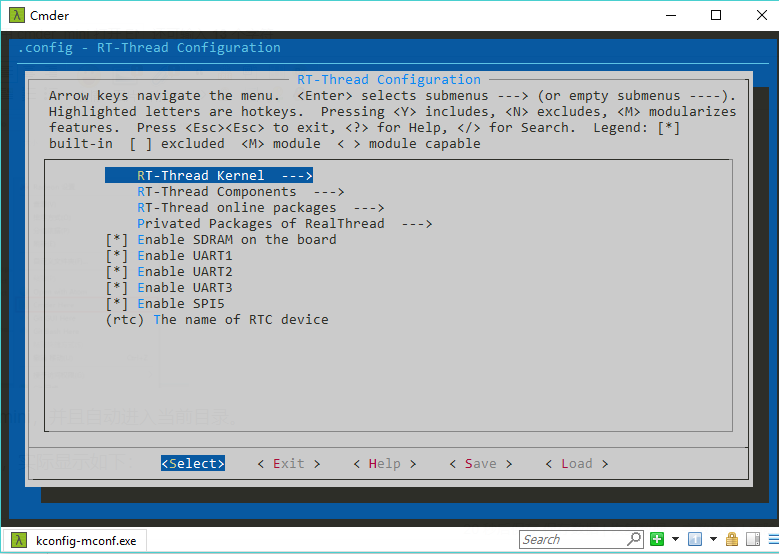 Cmder
.config - RT-Thread Configuration
RT-Thread Configuration
Arrow keys navigate the menu.  <Enter> selects submenus ---> (or empty submenus ----).
Highlighted letters are hotkeys.  Pressing <Y> includes, <N> excludes, <M> modularizes
features.  Press <Esc><Esc> to exit, <?> for Help, </> for Search.  Legend: [*]
built-in  [ ] excluded  <M> module  < > module capable
RT-Thread Kernel  --->
RT-Thread Components  --->
RT-Thread online packages  --->
Privated Packages of RealThread  --->
[*] Enable SDRAM on the board
[*] Enable UART1
[*] Enable UART2
[*] Enable UART3
[*] Enable SPI5
(rtc) The name of RTC device
<Select>    < Exit >    < Help >    < Save >    < Load >
kconfig-mconf.exe
Search